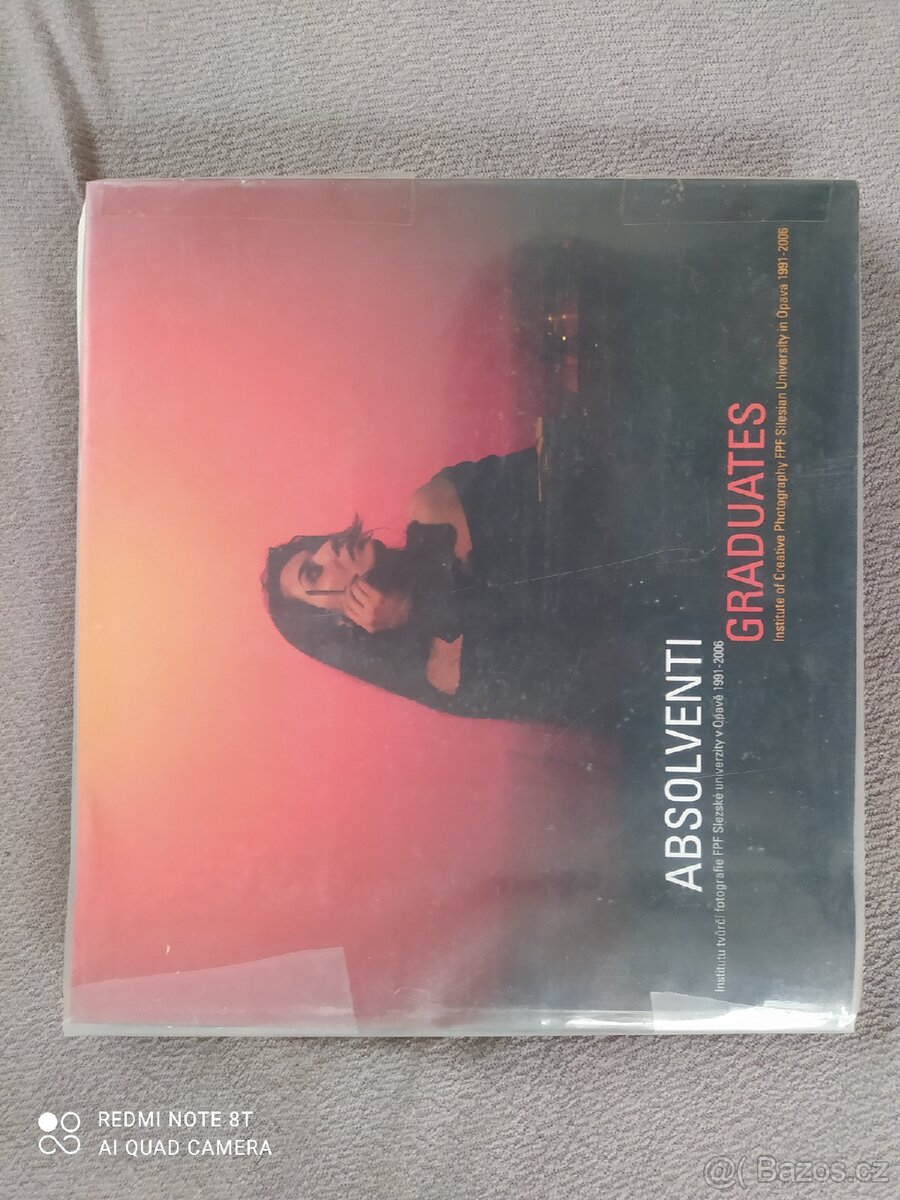 ABSOLVENTI
Institutu tvůrčí fotografie FPF Slezské univerzity v Opavě 1991-2006
GRADUATES
Institute of Creative Photography FPF Silesian University in Opava 1991-2006
REDMI NOTE 8T
AI QUAD CAMERA
@( Bazoš.cz